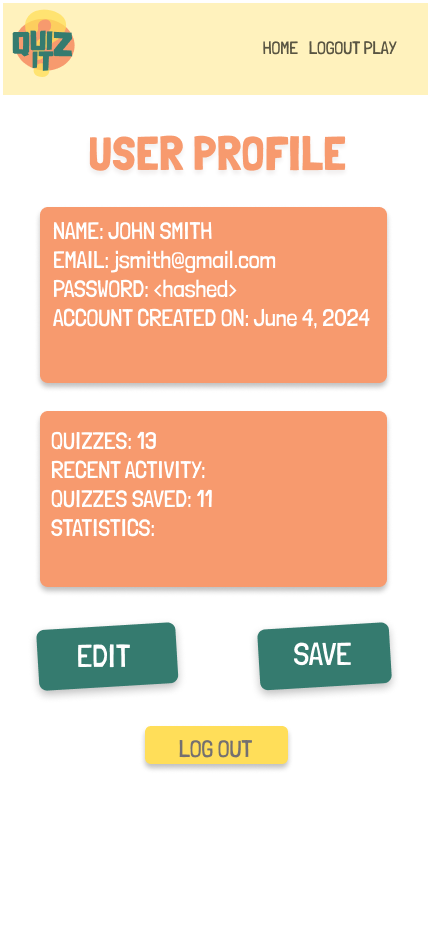 QUIZ
IT
HOME LOGOUT PLAY
USER PROFILE
NAME: JOHN SMITH
EMAIL: jsmith@gmail.com
PASSWORD: <hashed>
ACCOUNT CREATED ON: June 4, 2024
QUIZZES: 13
RECENT ACTIVITY:
QUIZZES SAVED: 11
STATISTICS:
EDIT
SAVE
LOG OUT